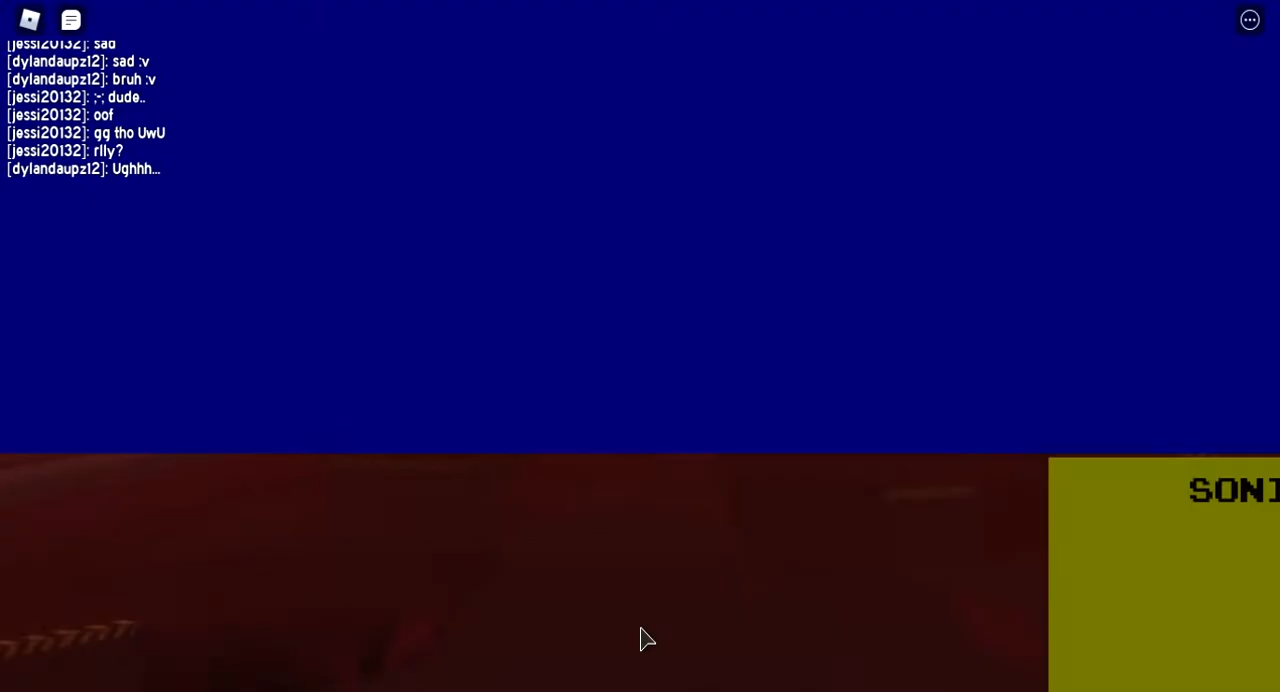 [jessi20132]: sad
[dylandaupz12]: sad :v
[dylandaupz12]: bruh :v
[jessi20132]: ;-; dude..
[jessi20132]: oof
[jessi20132]: gg tho UwU
[jessi20132]: rlly?
[dylandaupz12]: Ughhh...
SONI